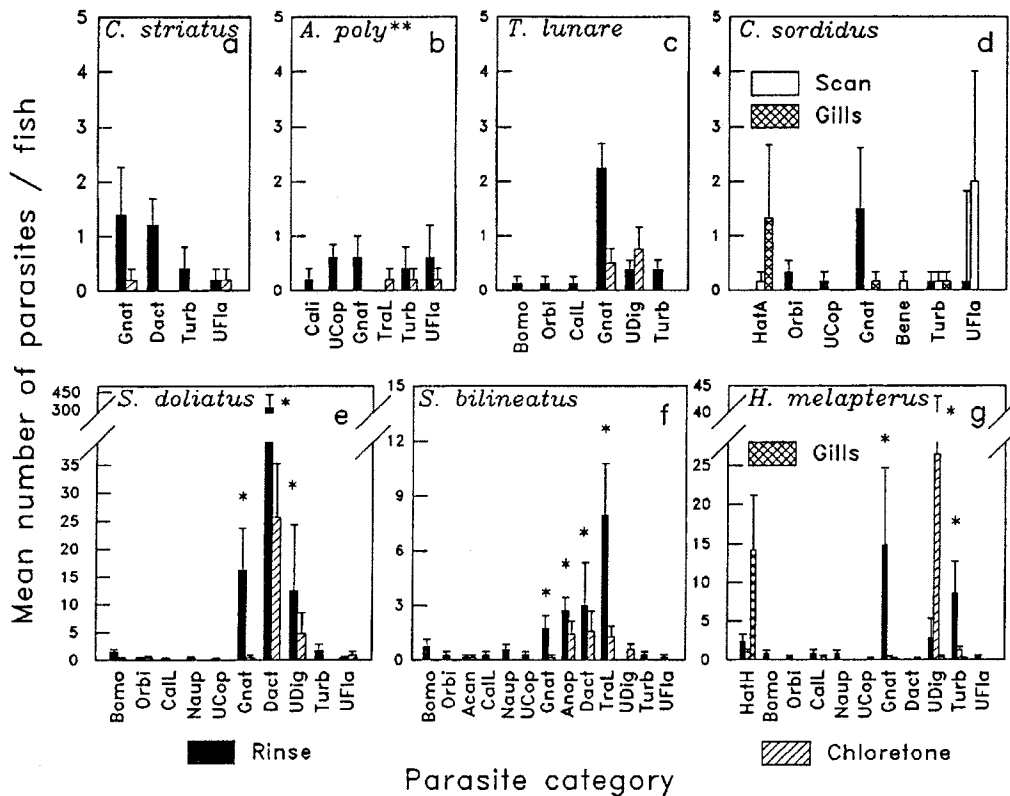 Mean number of parasites / fish
C. striatus
a
5
4
3
2
1
0
Gnat
Dact
Turb
UFla
A. poly**
b
5
4
3
2
1
0
Cali
UCop
Gnat
TraL
Turb
UFla
T. lunare
c
5
4
3
2
1
0
Bomo
Orbi
CalL
Gnat
UDig
Turb
C. sordidus
d
Scan
Gills
5
4
3
2
1
0
HatA
Orbi
UCop
Gnat
Bene
Turb
UFla
S. doliatus
e
450
300
35
30
25
20
15
10
5
0
* * *
Bomo
Orbi
CalL
Naup
UCop
Gnat
Dact
UDig
Turb
UFla
S. bilineatus
f
15
12
9
6
3
0
* * * *
Bomo
Orbi
Acan
CalL
Naup
UCop
Gnat
Anop
Dact
TraL
UDig
Turb
UFla
H. melapterus
g
Gills
45
40
25
20
15
10
5
0
* * *
HatH
Bomo
Orbi
CalL
Naup
UCop
Gnat
Dact
UDig
Turb
UFla
Rinse
Chloretone
Parasite category